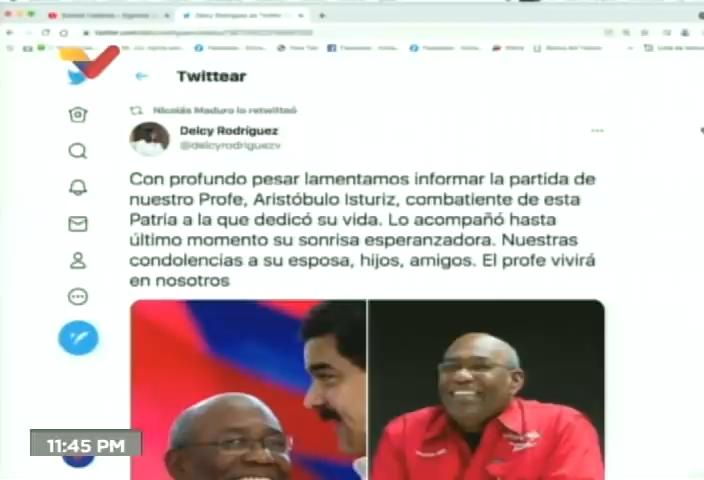 Twittear
Nicolás Maduro lo retwitteó
Delcy Rodríguez
@delcyrodriguezv
Con profundo pesar lamentamos informar la partida de
nuestro Profe, Aristóbulo Isturiz, combatiente de esta
Patria a la que dedicó su vida. Lo acompañó hasta
último momento su sonrisa esperanzadora. Nuestras
condolencias a su esposa, hijos, amigos. El profe vivirá
en nosotros
11:45 PM